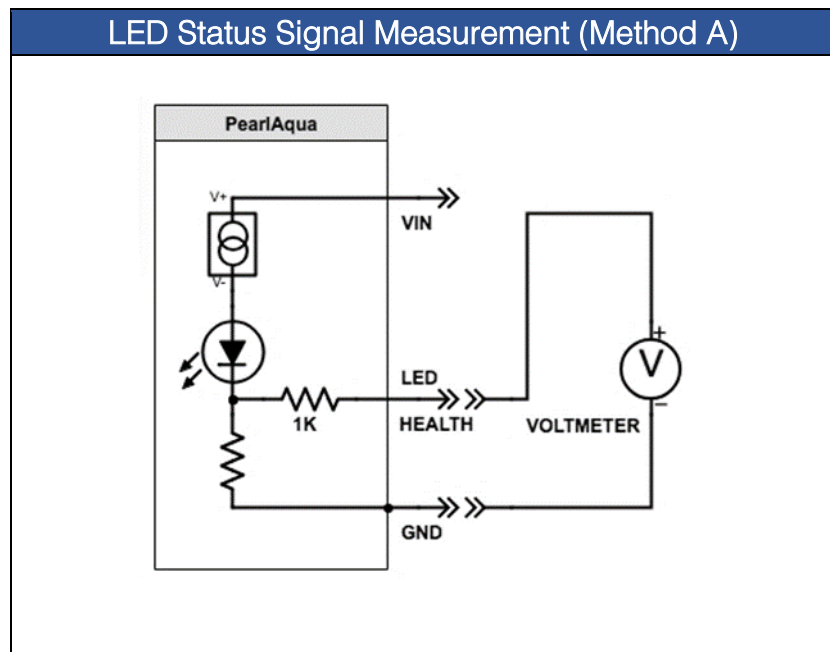 LED Status Signal Measurement (Method A)
PearlAqua
V+
VIN
V-
LED
HEALTH
1K
GND
+
V
−
VOLTMETER